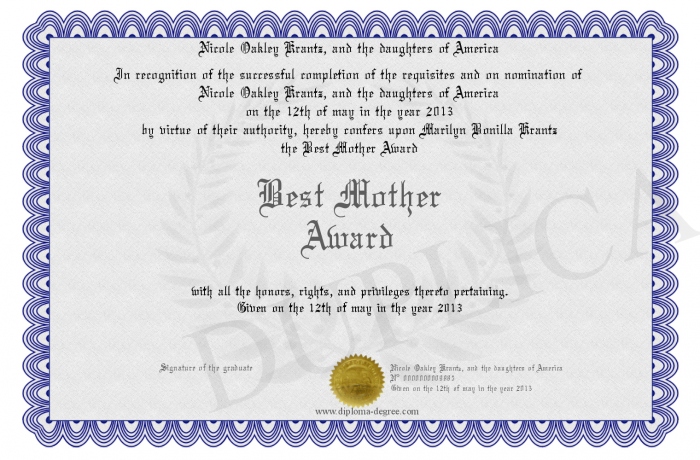 Nicole Oakley Krantz, and the daughters of America
In recognition of the successful completion of the requisites and on nomination of
Nicole Oakley Krantz, and the daughters of America
on the 12th of may in the year 2013
by virtue of their authority, hereby confers upon Marilyn Bonilla Krantz
the Best Mother Award
Best Mother
Award
with all the honors, rights, and privileges thereto pertaining.
Given on the 12th of may in the year 2013
DUPLICA
Signature of the graduate
Nicole Oakley Krantz, and the daughters of America
Given on the 12th of may in the year 2013
www.diploma-degree.com